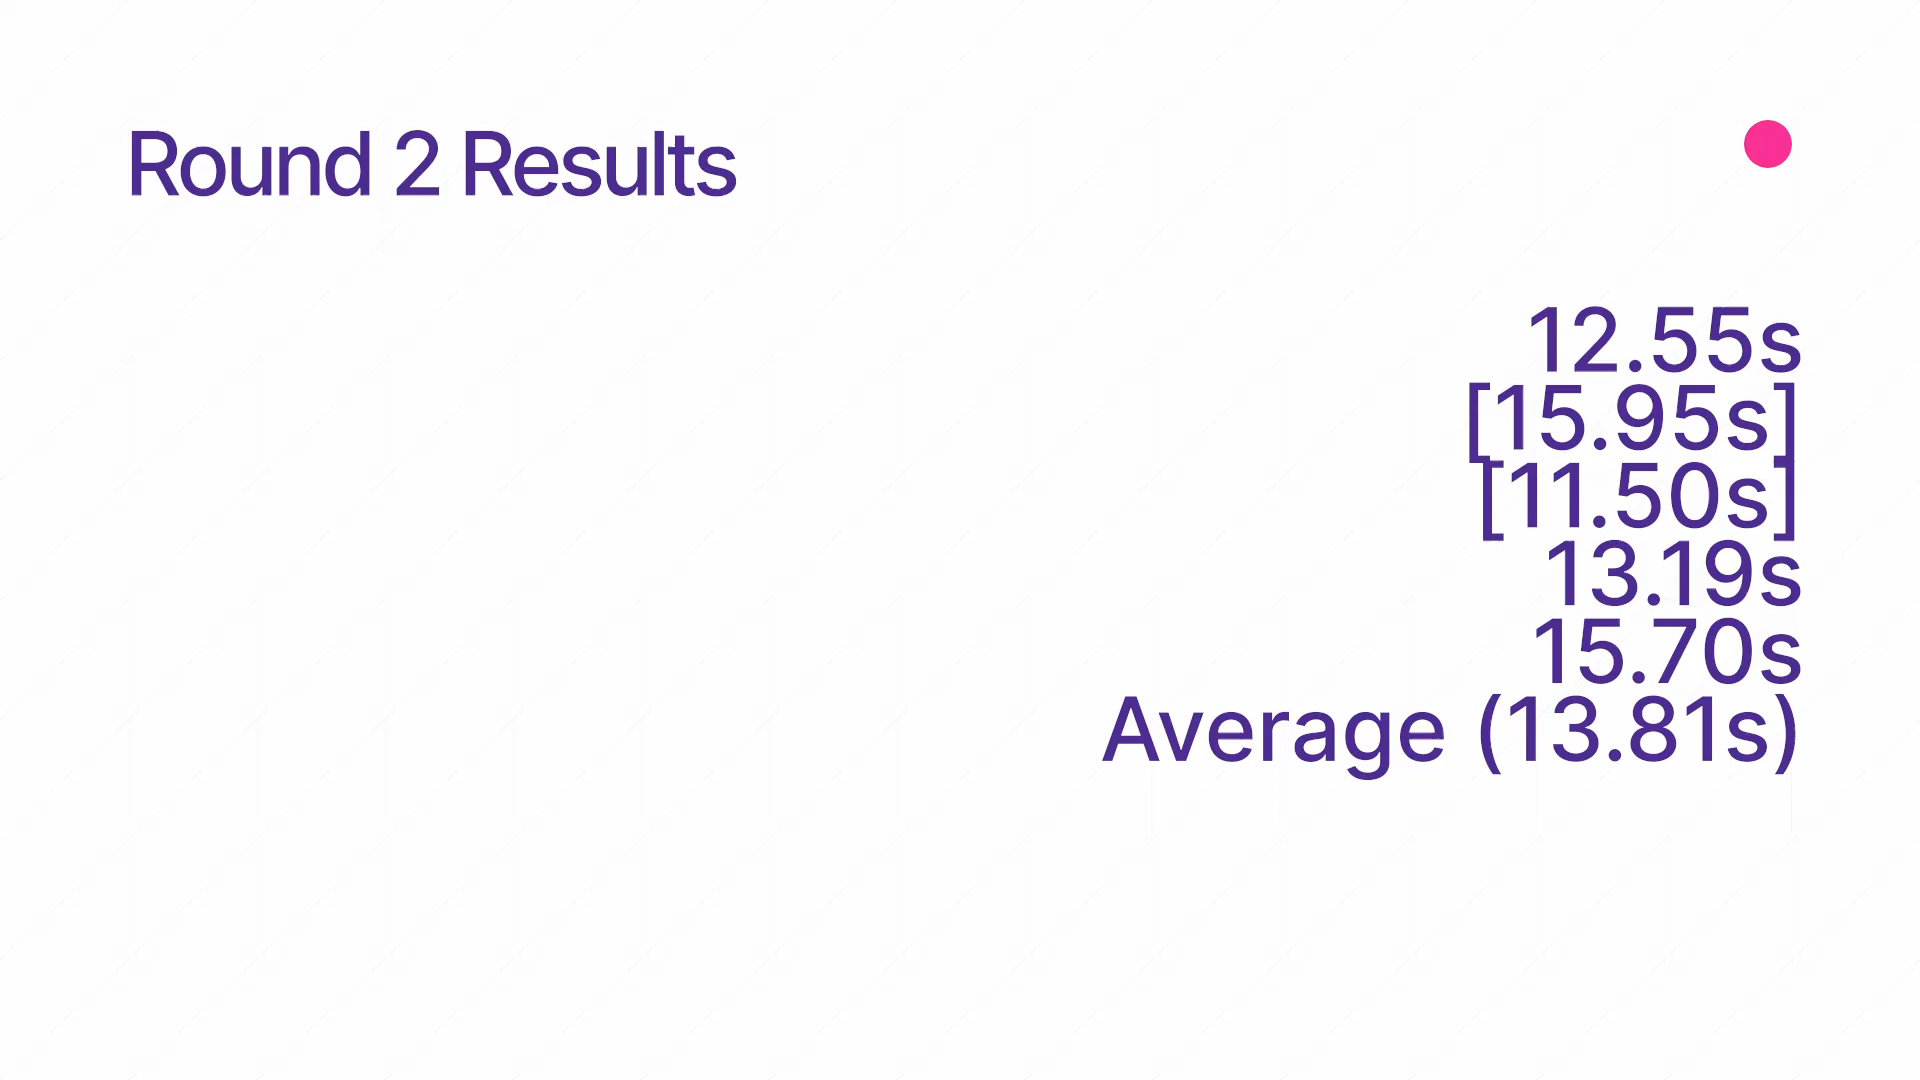 Round 2 Results
12.55s
[15.95s]
[11.50s]
13.19s
15.70s
Average (13.81s)